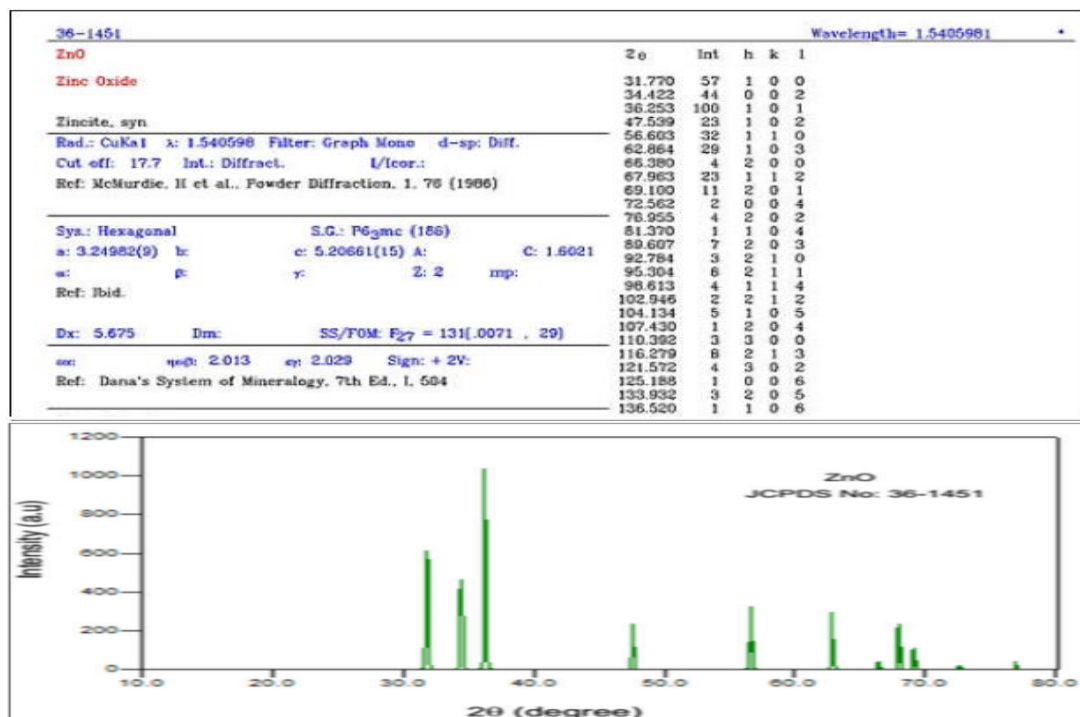 36-1451 Wavelength= 1.5405981 *
ZnO
Zinc Oxide
Zincite, syn
Rad.: CuKa1 λ: 1.540598 Filter: Graph Mono d-sp: Diff.
Cut off: 17.7 Int.: Diffract. I/Icor.:
Ref: McMurdie, H et al., Powder Diffraction, 1, 76 (1986)
Sys.: Hexagonal S.G.: P63mc (186)
a: 3.24982(9) b: c: 5.20661(15) A: C: 1.6021
α: β: γ: Z: 2 mp:
Ref: Ibid.
Dx: 5.675 Dm: SS/FOM: F27 = 131(.0071 , 29)
2.013 2.029 Sign: + 2V:
Ref: Dana's System of Mineralogy, 7th Ed., I, 504
2θ Int h k l
31.770 57 1 0 0
34.422 44 0 0 2
36.253 100 1 0 1
47.539 23 1 0 2
56.603 32 1 1 0
62.864 29 1 0 3
66.380 4 2 0 0
67.963 23 1 1 2
69.100 11 2 0 1
72.562 2 0 0 4
76.955 4 2 0 2
81.370 1 1 0 4
89.607 7 2 0 3
92.784 3 2 1 0
95.304 6 2 1 1
98.613 4 1 1 4
102.946 2 2 1 2
104.134 5 1 0 5
107.430 1 2 0 4
110.392 3 3 0 0
116.279 8 2 1 3
121.572 4 3 0 2
125.188 1 0 0 6
133.932 3 2 0 5
136.520 1 1 0 6
ZnO
JCPDS No: 36-1451
Intensity (a.u)
1200
1000
800
600
400
200
0
10.0 20.0 30.0 40.0 50.0 60.0 70.0 80.0
2θ (degree)